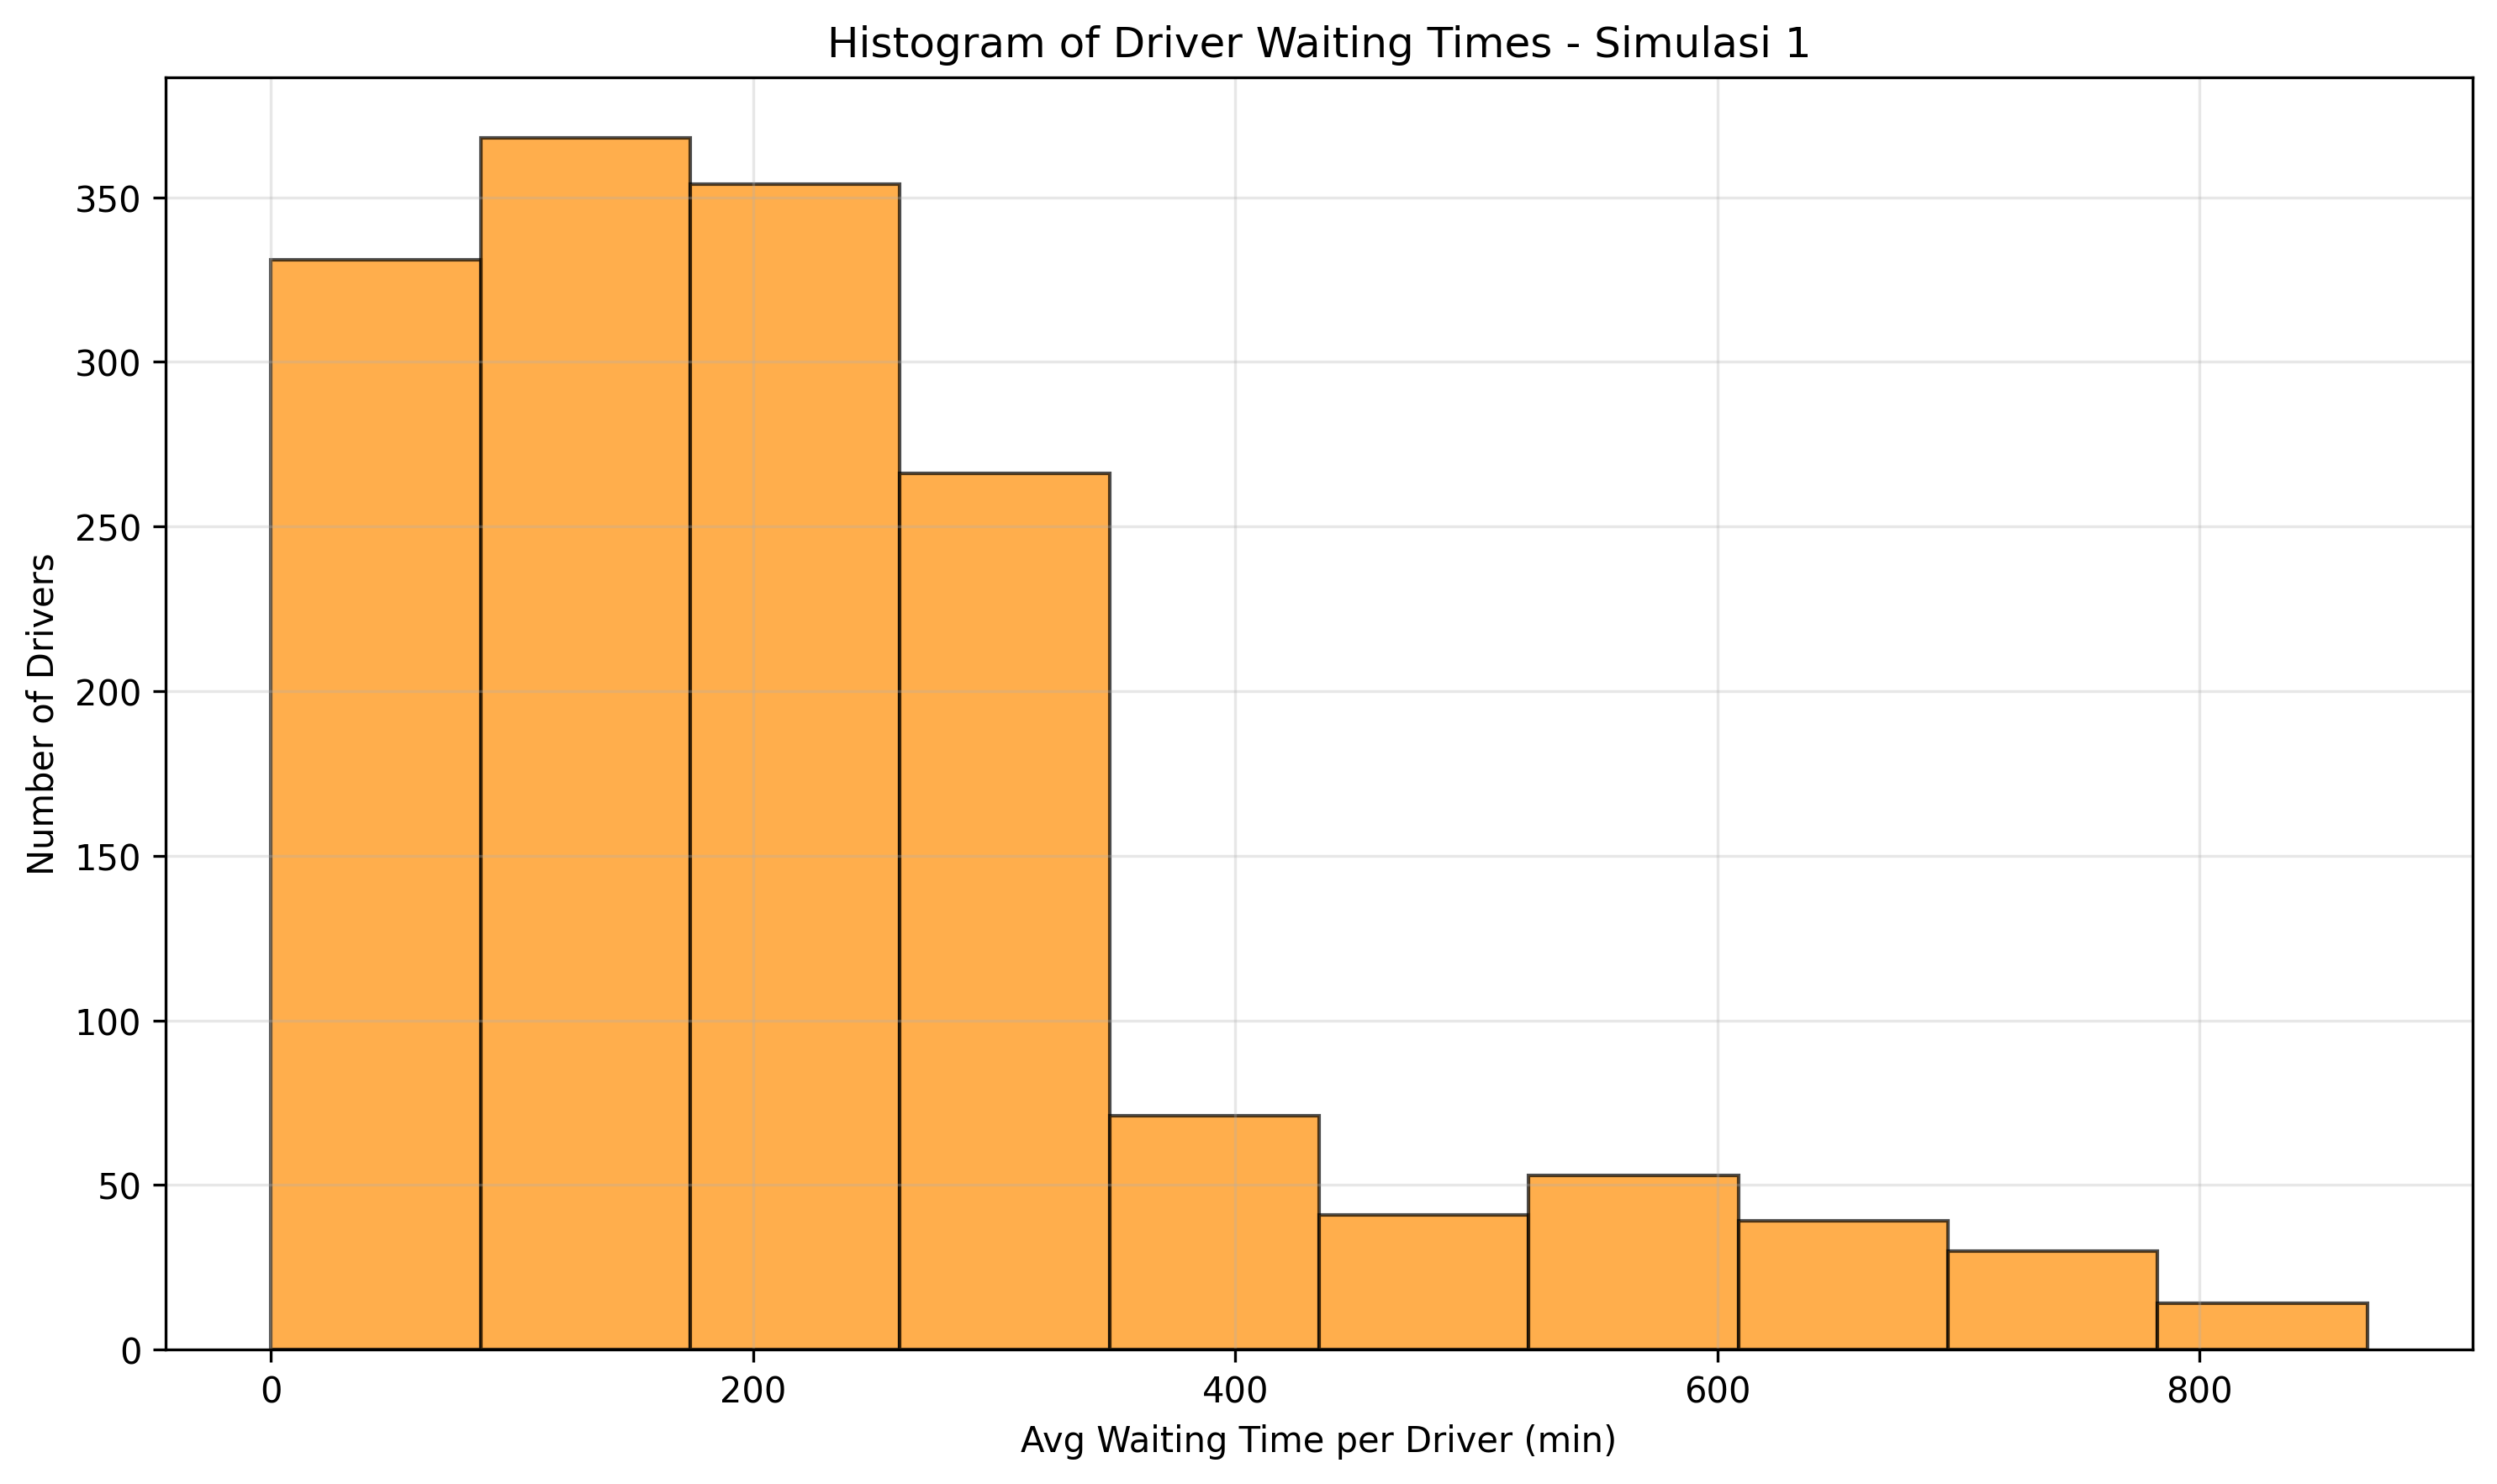 Histogram of Driver Waiting Times - Simulasi 1
Number of Drivers
350
300
250
200
150
100
50
0
0 200 400 600 800
Avg Waiting Time per Driver (min)